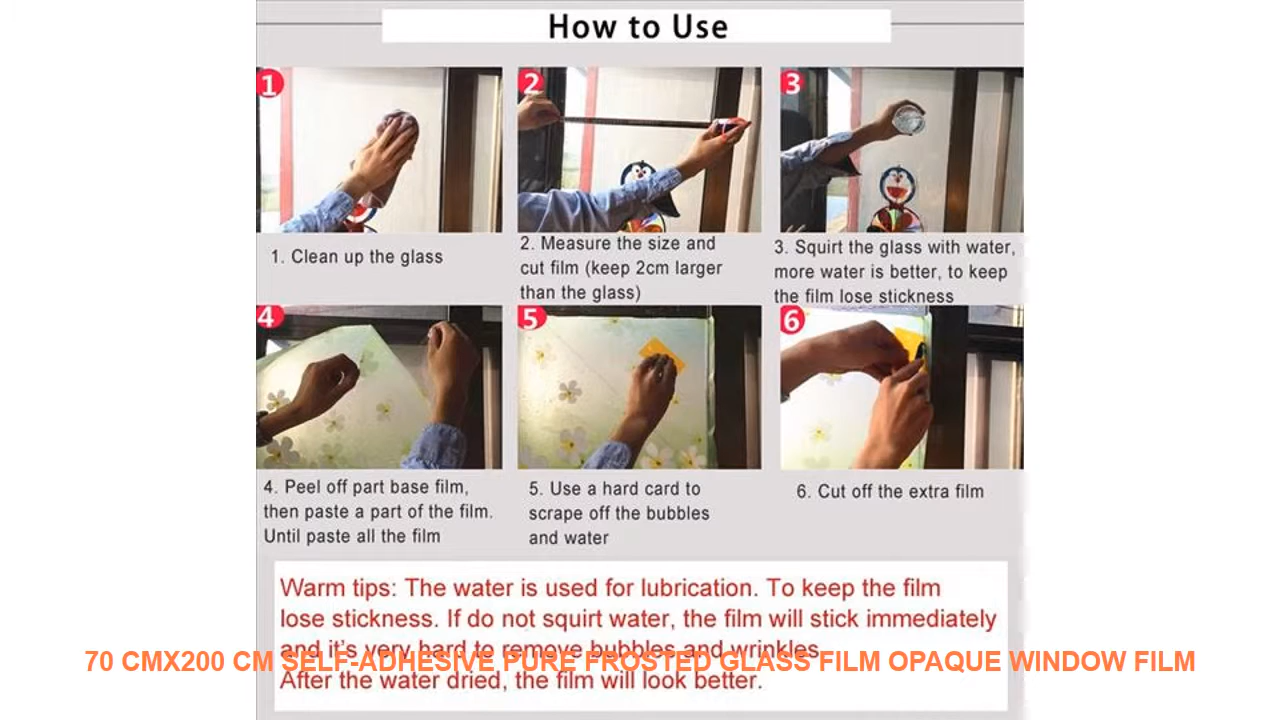 How to Use
1
2
3
1. Clean up the glass
2. Measure the size and
cut film (keep 2cm larger
than the glass)
3. Squirt the glass with water,
more water is better, to keep
the film lose stickness
4
5
6
4. Peel off part base film,
then paste a part of the film.
Until paste all the film
5. Use a hard card to
scrape off the bubbles
and water
6. Cut off the extra film
Warm tips: The water is used for lubrication. To keep the film
lose stickness. If do not squirt water, the film will stick immediately
and it's very hard to remove bubbles and wrinkles.
70 CMX200 CM SELF-ADHESIVE PURE FROSTED GLASS FILM OPAQUE WINDOW FILM
After the water dried, the film will look better.